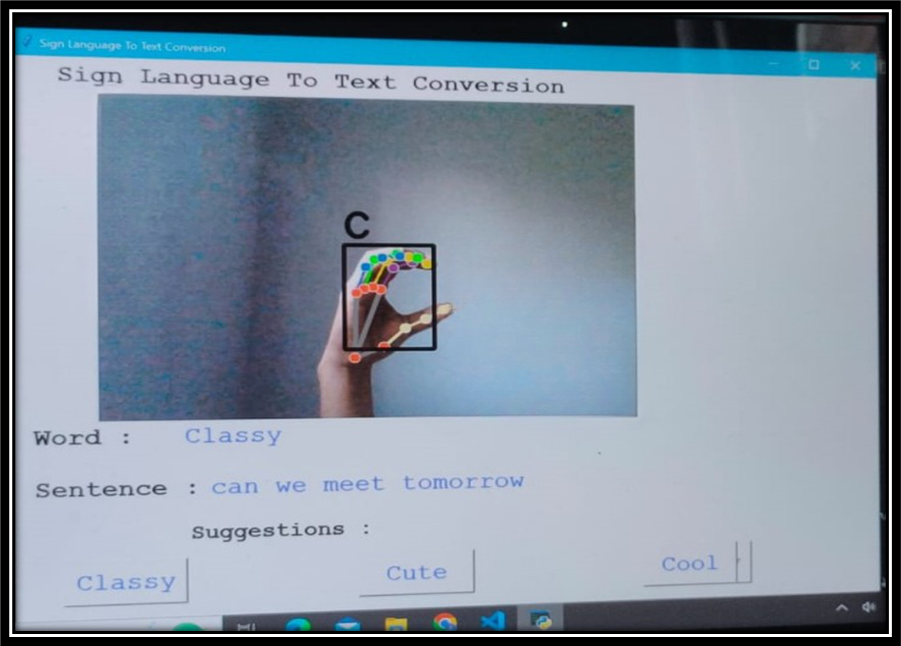 Sign Language To Text Conversion
Sign Language To Text Conversion
C
Word : Classy
Sentence : can we meet tomorrow
Suggestions :
Classy Cute Cool